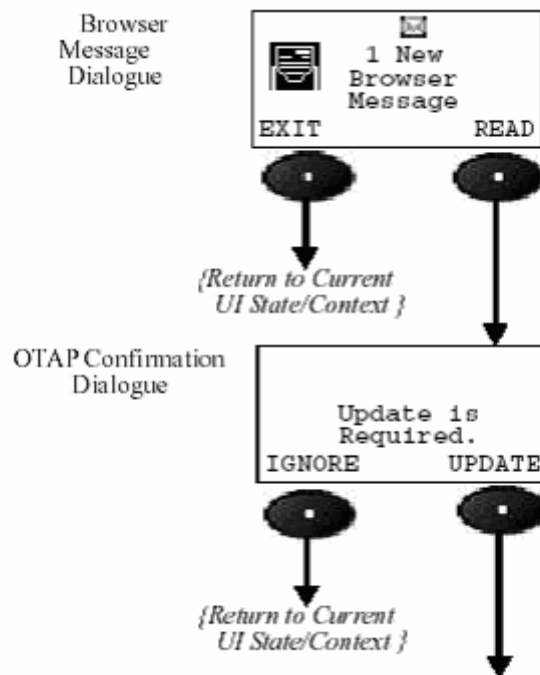 Browser
Message
Dialogue
1 New
Browser
Message
EXIT READ
{Return to Current
UI State/Context }
OTAP Confirmation
Dialogue
Update is
Required.
IGNORE UPDATE
{Return to Current
UI State/Context }